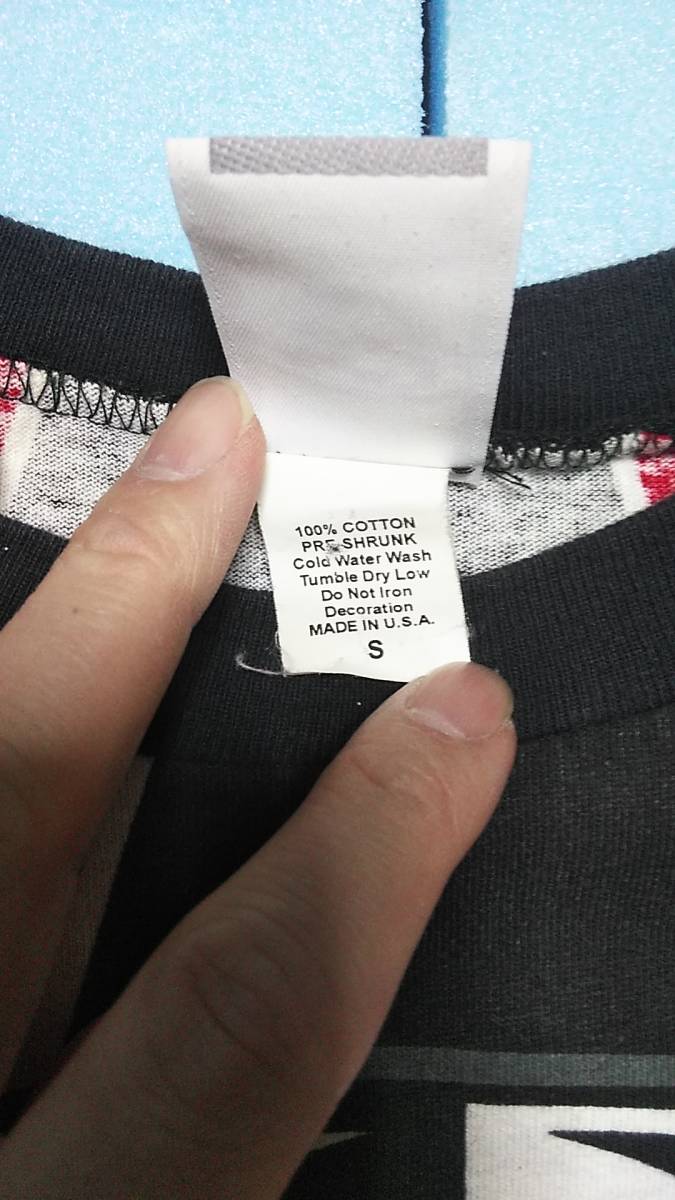 100% COTTON
PRE-SHRUNK
Cold Water Wash
Tumble Dry Low
Do Not Iron
Decoration
MADE IN U.S.A.
S